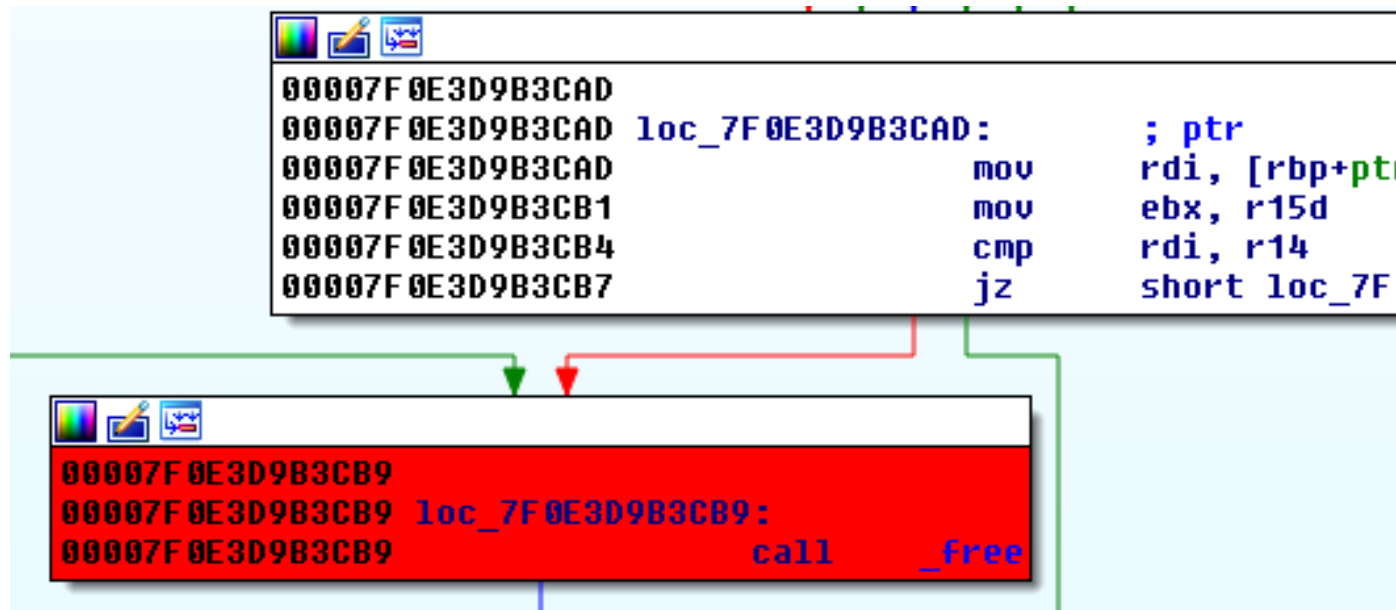 00007F0E3D9B3CAD
00007F0E3D9B3CAD loc_7F0E3D9B3CAD: ; ptr
00007F0E3D9B3CAD mov rdi, [rbp+ptr
00007F0E3D9B3CB1 mov ebx, r15d
00007F0E3D9B3CB4 cmp rdi, r14
00007F0E3D9B3CB7 jz short loc_7F
00007F0E3D9B3CB9
00007F0E3D9B3CB9 loc_7F0E3D9B3CB9:
00007F0E3D9B3CB9 call _free